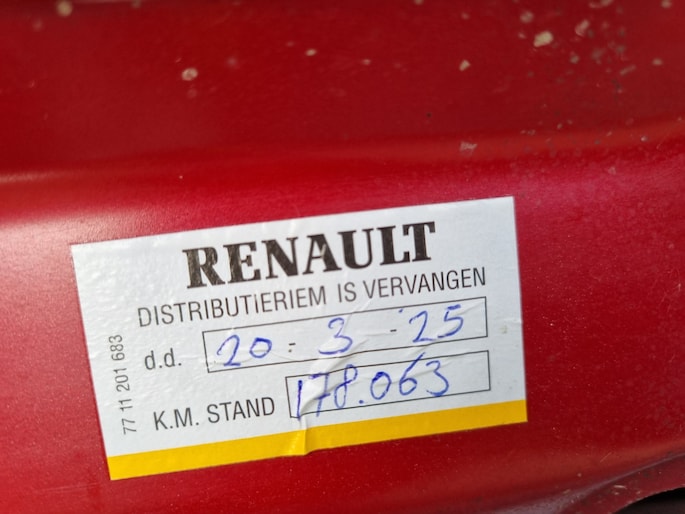 RENAULT
DISTRIBUTIERIEM IS VERVANGEN
d.d. 20 - 3 - 25
K.M. STAND 178.063
77 11 201 683